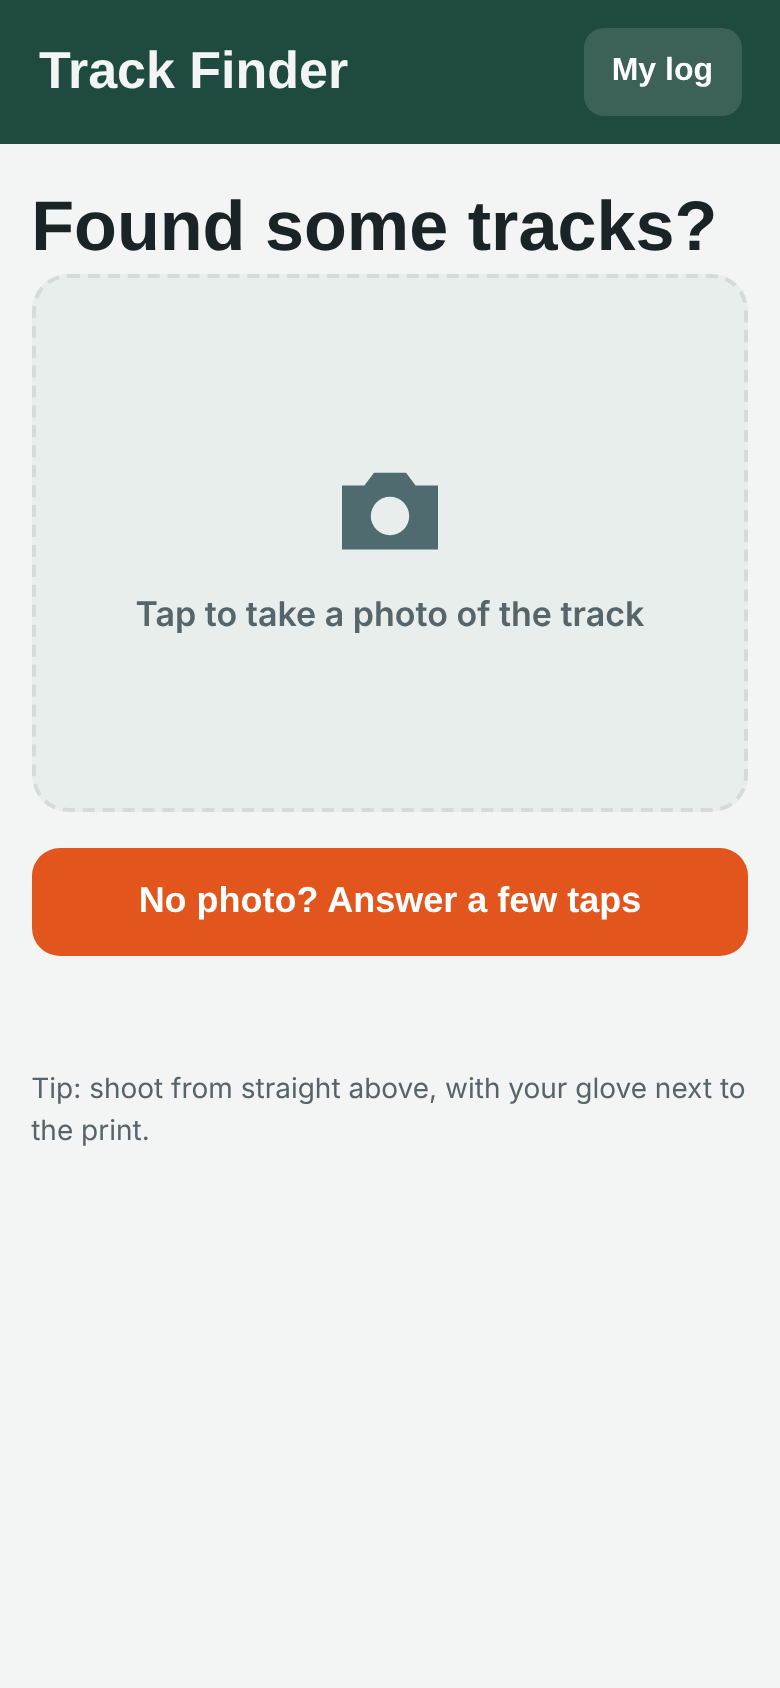 Track Finder
My log
Found some tracks?
Tap to take a photo of the track
No photo? Answer a few taps
Tip: shoot from straight above, with your glove next to
the print.